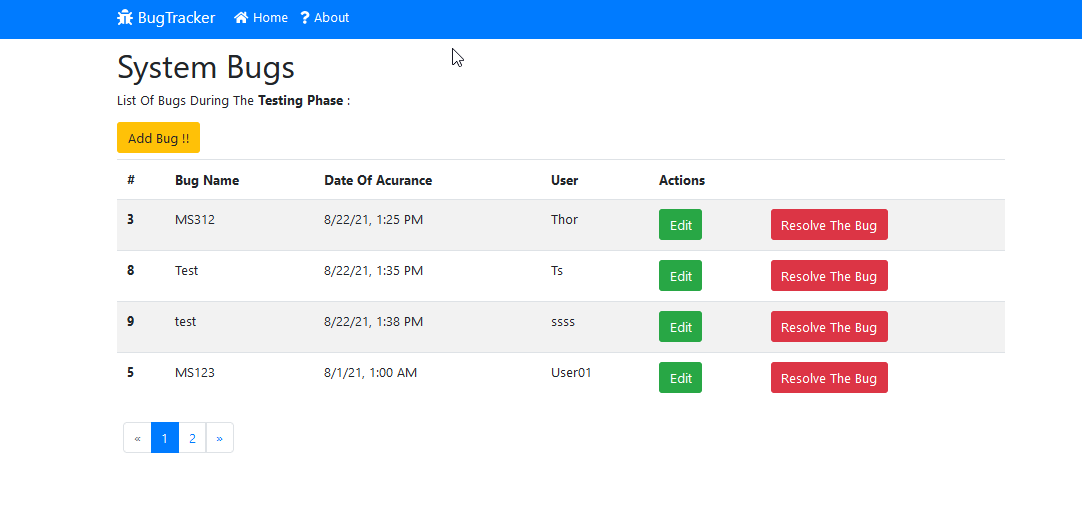 BugTracker Home ? About
System Bugs
List Of Bugs During The Testing Phase :
Add Bug !!
# Bug Name Date Of Acurance User Actions
3 MS312 8/22/21, 1:25 PM Thor Edit Resolve The Bug
8 Test 8/22/21, 1:35 PM Ts Edit Resolve The Bug
9 test 8/22/21, 1:38 PM ssss Edit Resolve The Bug
5 MS123 8/1/21, 1:00 AM User01 Edit Resolve The Bug
« 1 2 »